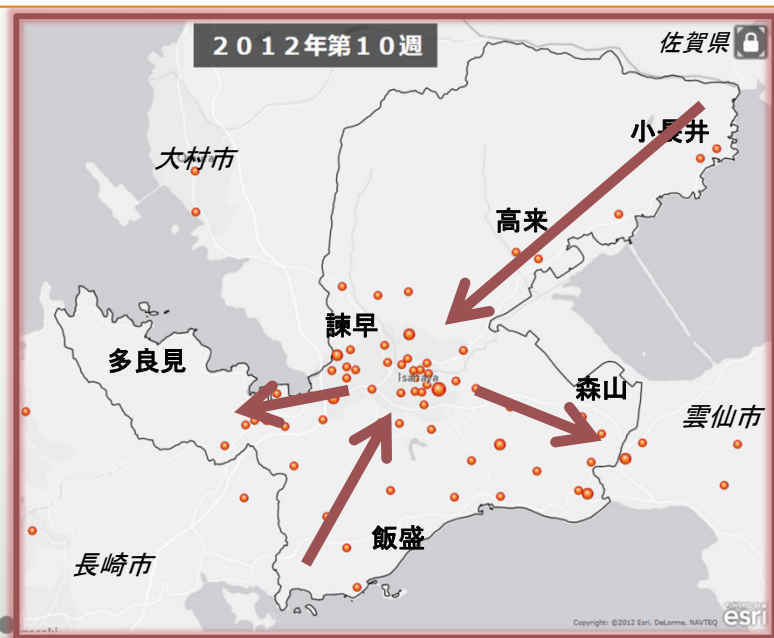 ２０１２年第１０週
佐賀県
小長井
大村市
高来
諫早
多良見
Isahaya
森山
雲仙市
飯盛
長崎市
Copyright: ©2012 Esri, DeLorme, NAVTEQ
esri